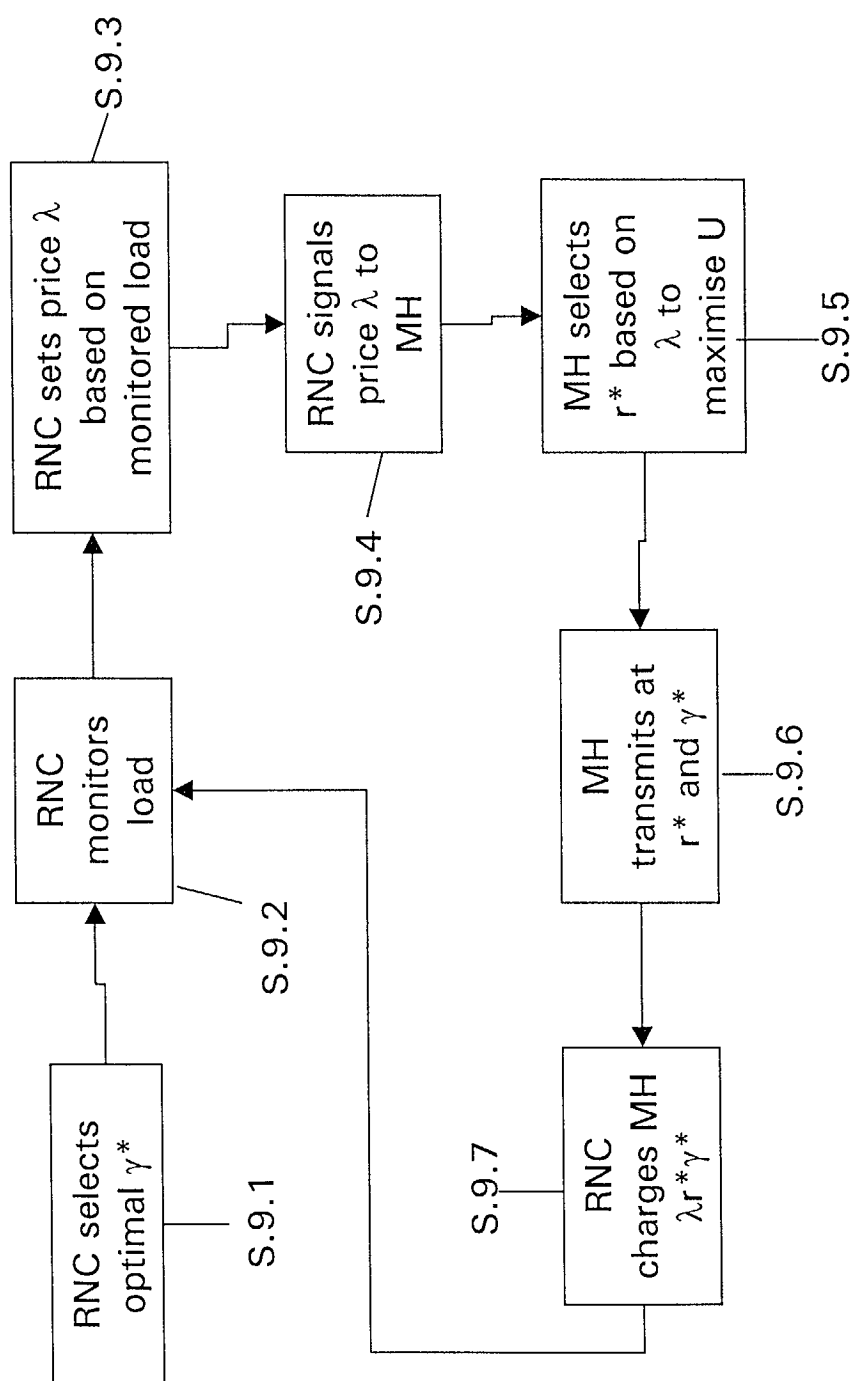 RNC selects
optimal γ*
S.9.1
RNC
monitors
load
S.9.2
RNC sets price λ
based on
monitored load
S.9.3
RNC signals
price λ to
MH
S.9.4
MH selects
r* based on
λ to
maximise U
S.9.5
MH
transmits at
r* and γ*
S.9.6
RNC
charges MH
λr*γ*
S.9.7